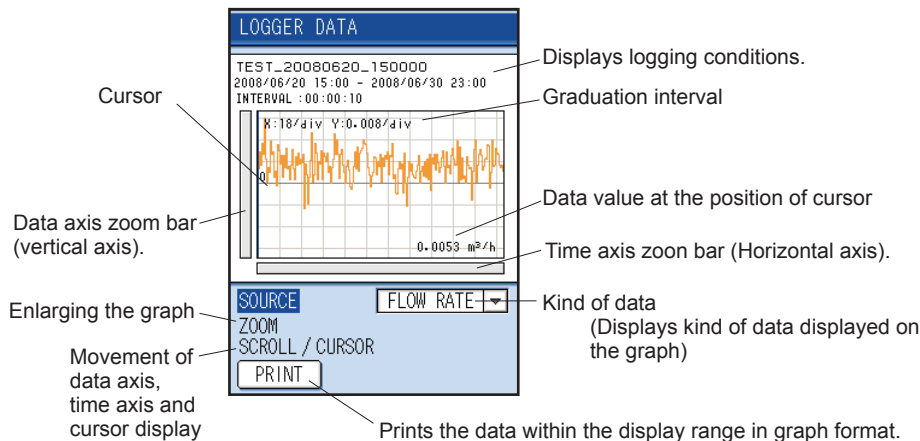 LOGGER DATA
TEST_20080620_150000
2008/06/20 15:00 - 2008/06/30 23:00
INTERVAL :00:00:10
X:18/div Y:0.008/div
0
0.0053 m³/h
SOURCE
FLOW RATE
ZOOM
SCROLL / CURSOR
PRINT
Displays logging conditions.
Graduation interval
Cursor
Data value at the position of cursor
Data axis zoom bar
(vertical axis).
Time axis zoon bar (Horizontal axis).
Enlarging the graph
Kind of data
(Displays kind of data displayed on
the graph)
Movement of
data axis,
time axis and
cursor display
Prints the data within the display range in graph format.